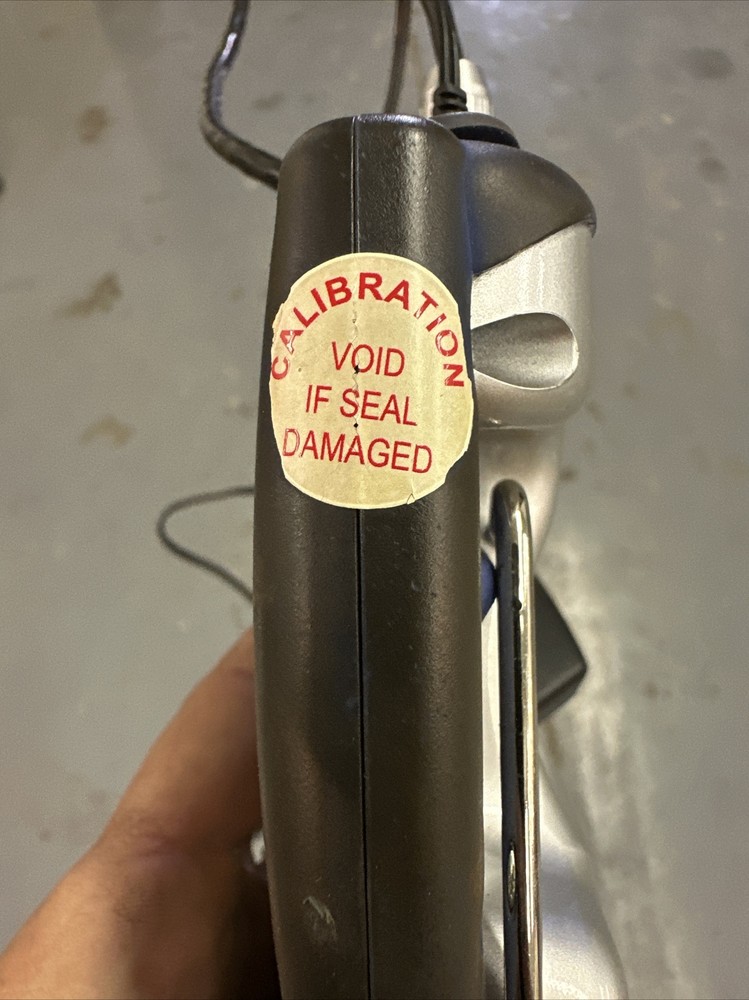 CALIBRATION
VOID
IF SEAL
DAMAGED